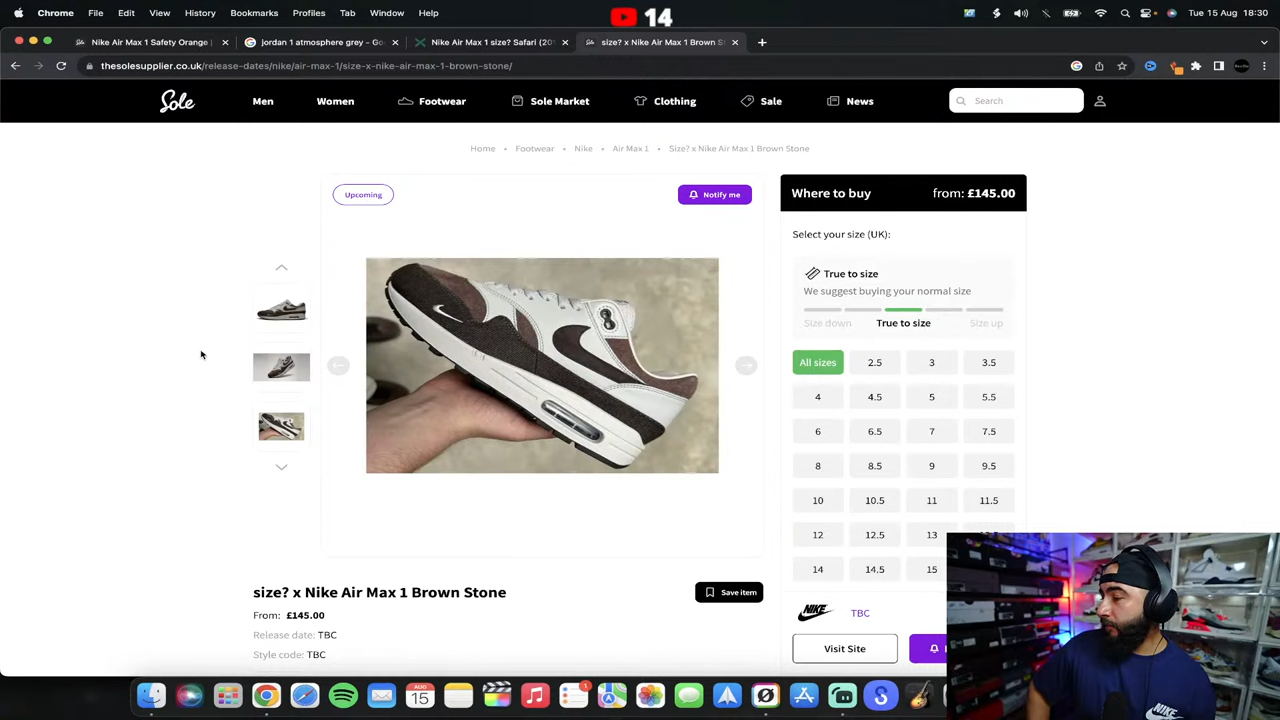 Chrome File Edit View History Bookmarks Profiles Tab Window Help
14
Tue 15 Aug 18:30
Nike Air Max 1 Safety Orange
jordan 1 atmosphere grey - Go
Nike Air Max 1 size? Safari (20
size? x Nike Air Max 1 Brown S
thesolesupplier.co.uk/release-dates/nike/air-max-1/size-x-nike-air-max-1-brown-stone/
Sole
Men
Women
Footwear
Sole Market
Clothing
Sale
News
Search
Home • Footwear • Nike • Air Max 1 • Size? x Nike Air Max 1 Brown Stone
Upcoming
Notify me
Where to buy
from: £145.00
Select your size (UK):
True to size
We suggest buying your normal size
Size down
True to size
Size up
All sizes 2.5 3 3.5
4 4.5 5 5.5
6 6.5 7 7.5
8 8.5 9 9.5
10 10.5 11 11.5
12 12.5 13
14 14.5 15
size? x Nike Air Max 1 Brown Stone
Save item
From: £145.00
Release date: TBC
Style code: TBC
NIKE
TBC
Visit Site
AUG
15
1
NIKE